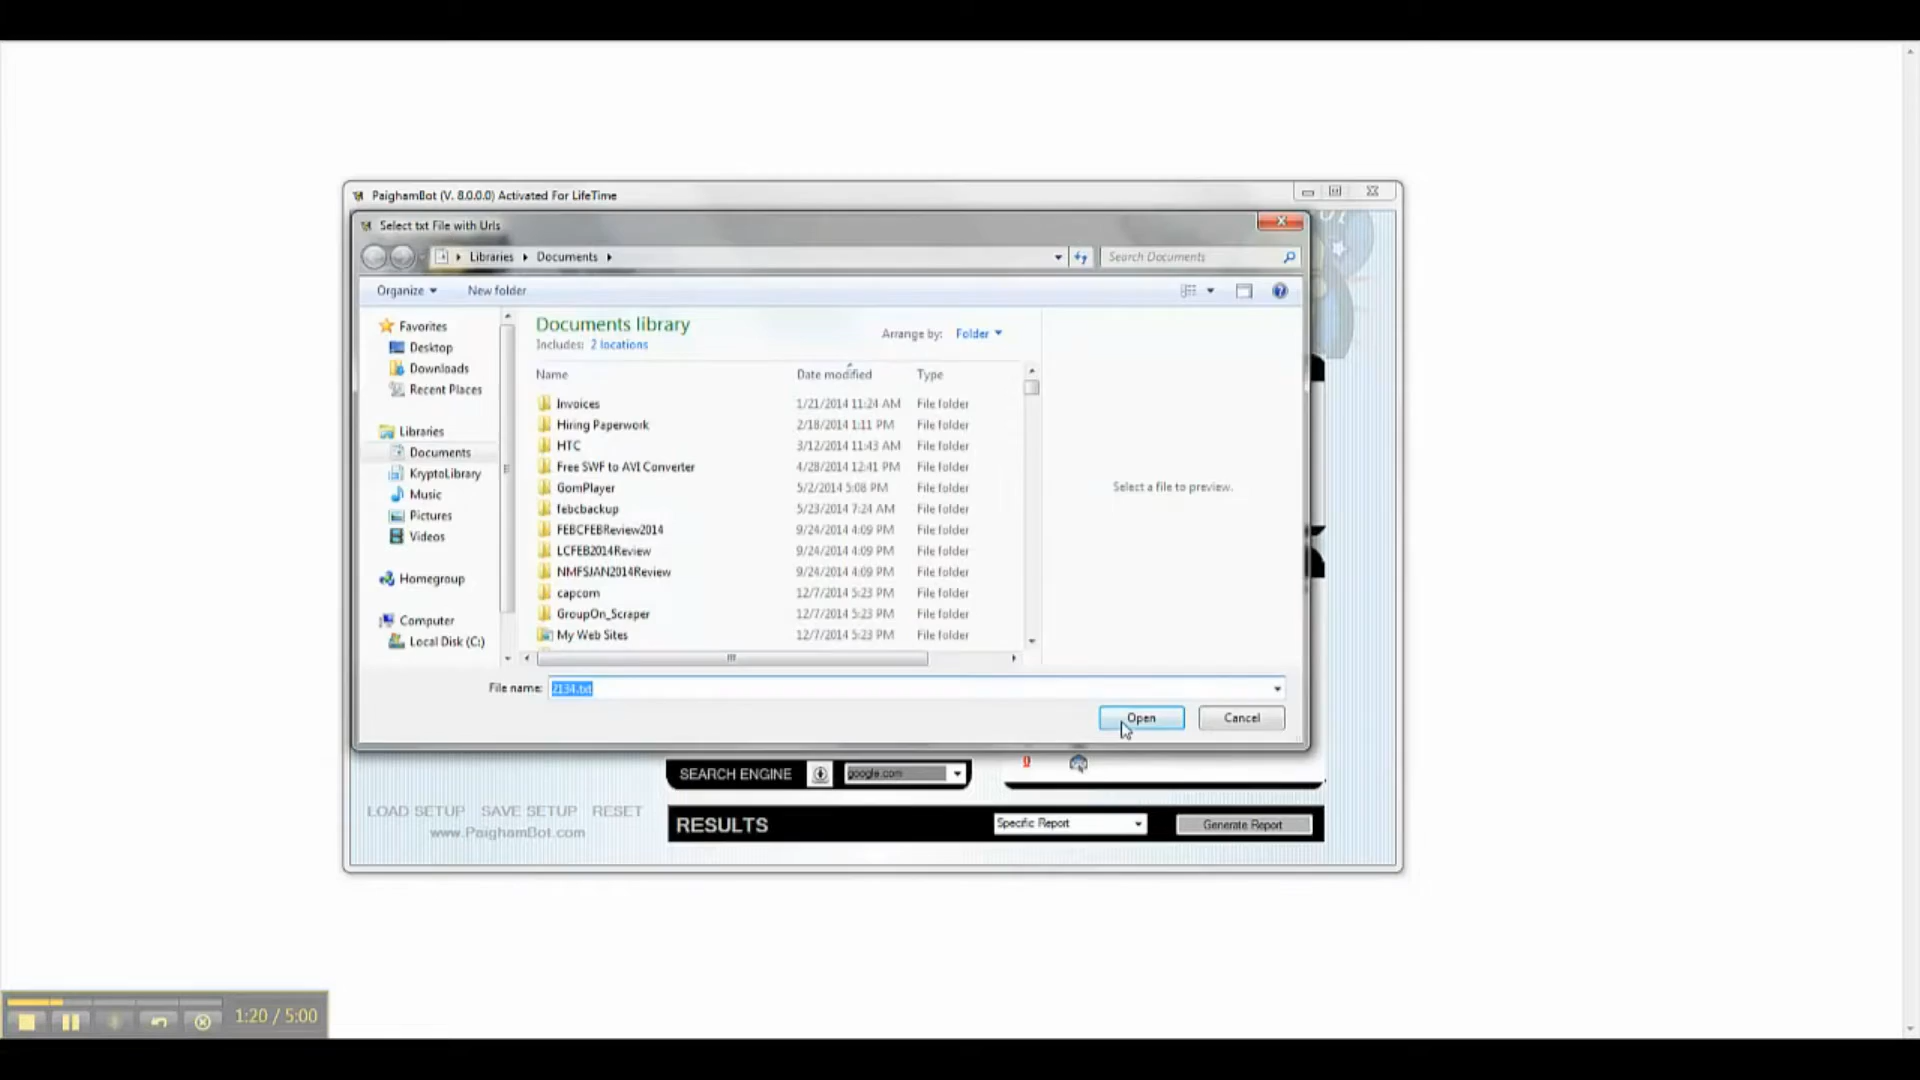 PaighamBot (V. 8.0.0.0) Activated For LifeTime
Select txt File with Urls
Libraries Documents
Search Documents
Organize New folder
Favorites
Desktop
Downloads
Recent Places
Libraries
Documents
KryptoLibrary
Music
Pictures
Videos
Homegroup
Computer
Local Disk (C:)
Documents library
Includes: 2 locations
Arrange by: Folder
Name Date modified Type
Invoices 1/21/2014 11:24 AM File folder
Hiring Paperwork 2/18/2014 1:11 PM File folder
HTC 3/12/2014 11:43 AM File folder
Free SWF to AVI Converter 4/28/2014 12:41 PM File folder
GomPlayer 5/2/2014 5:08 PM File folder
febcbackup 5/23/2014 7:24 AM File folder
FEBCFEBReview2014 9/24/2014 4:09 PM File folder
LCFEB2014Review 9/24/2014 4:09 PM File folder
NMFSJAN2014Review 9/24/2014 4:09 PM File folder
capcom 12/7/2014 5:23 PM File folder
GroupOn_Scraper 12/7/2014 5:23 PM File folder
My Web Sites 12/7/2014 5:23 PM File folder
Select a file to preview.
File name: 2134.txt
Open Cancel
SEARCH ENGINE google.com
LOAD SETUP SAVE SETUP RESET
www.PaighamBot.com
RESULTS Specific Report Generate Report
1:20 / 5:00